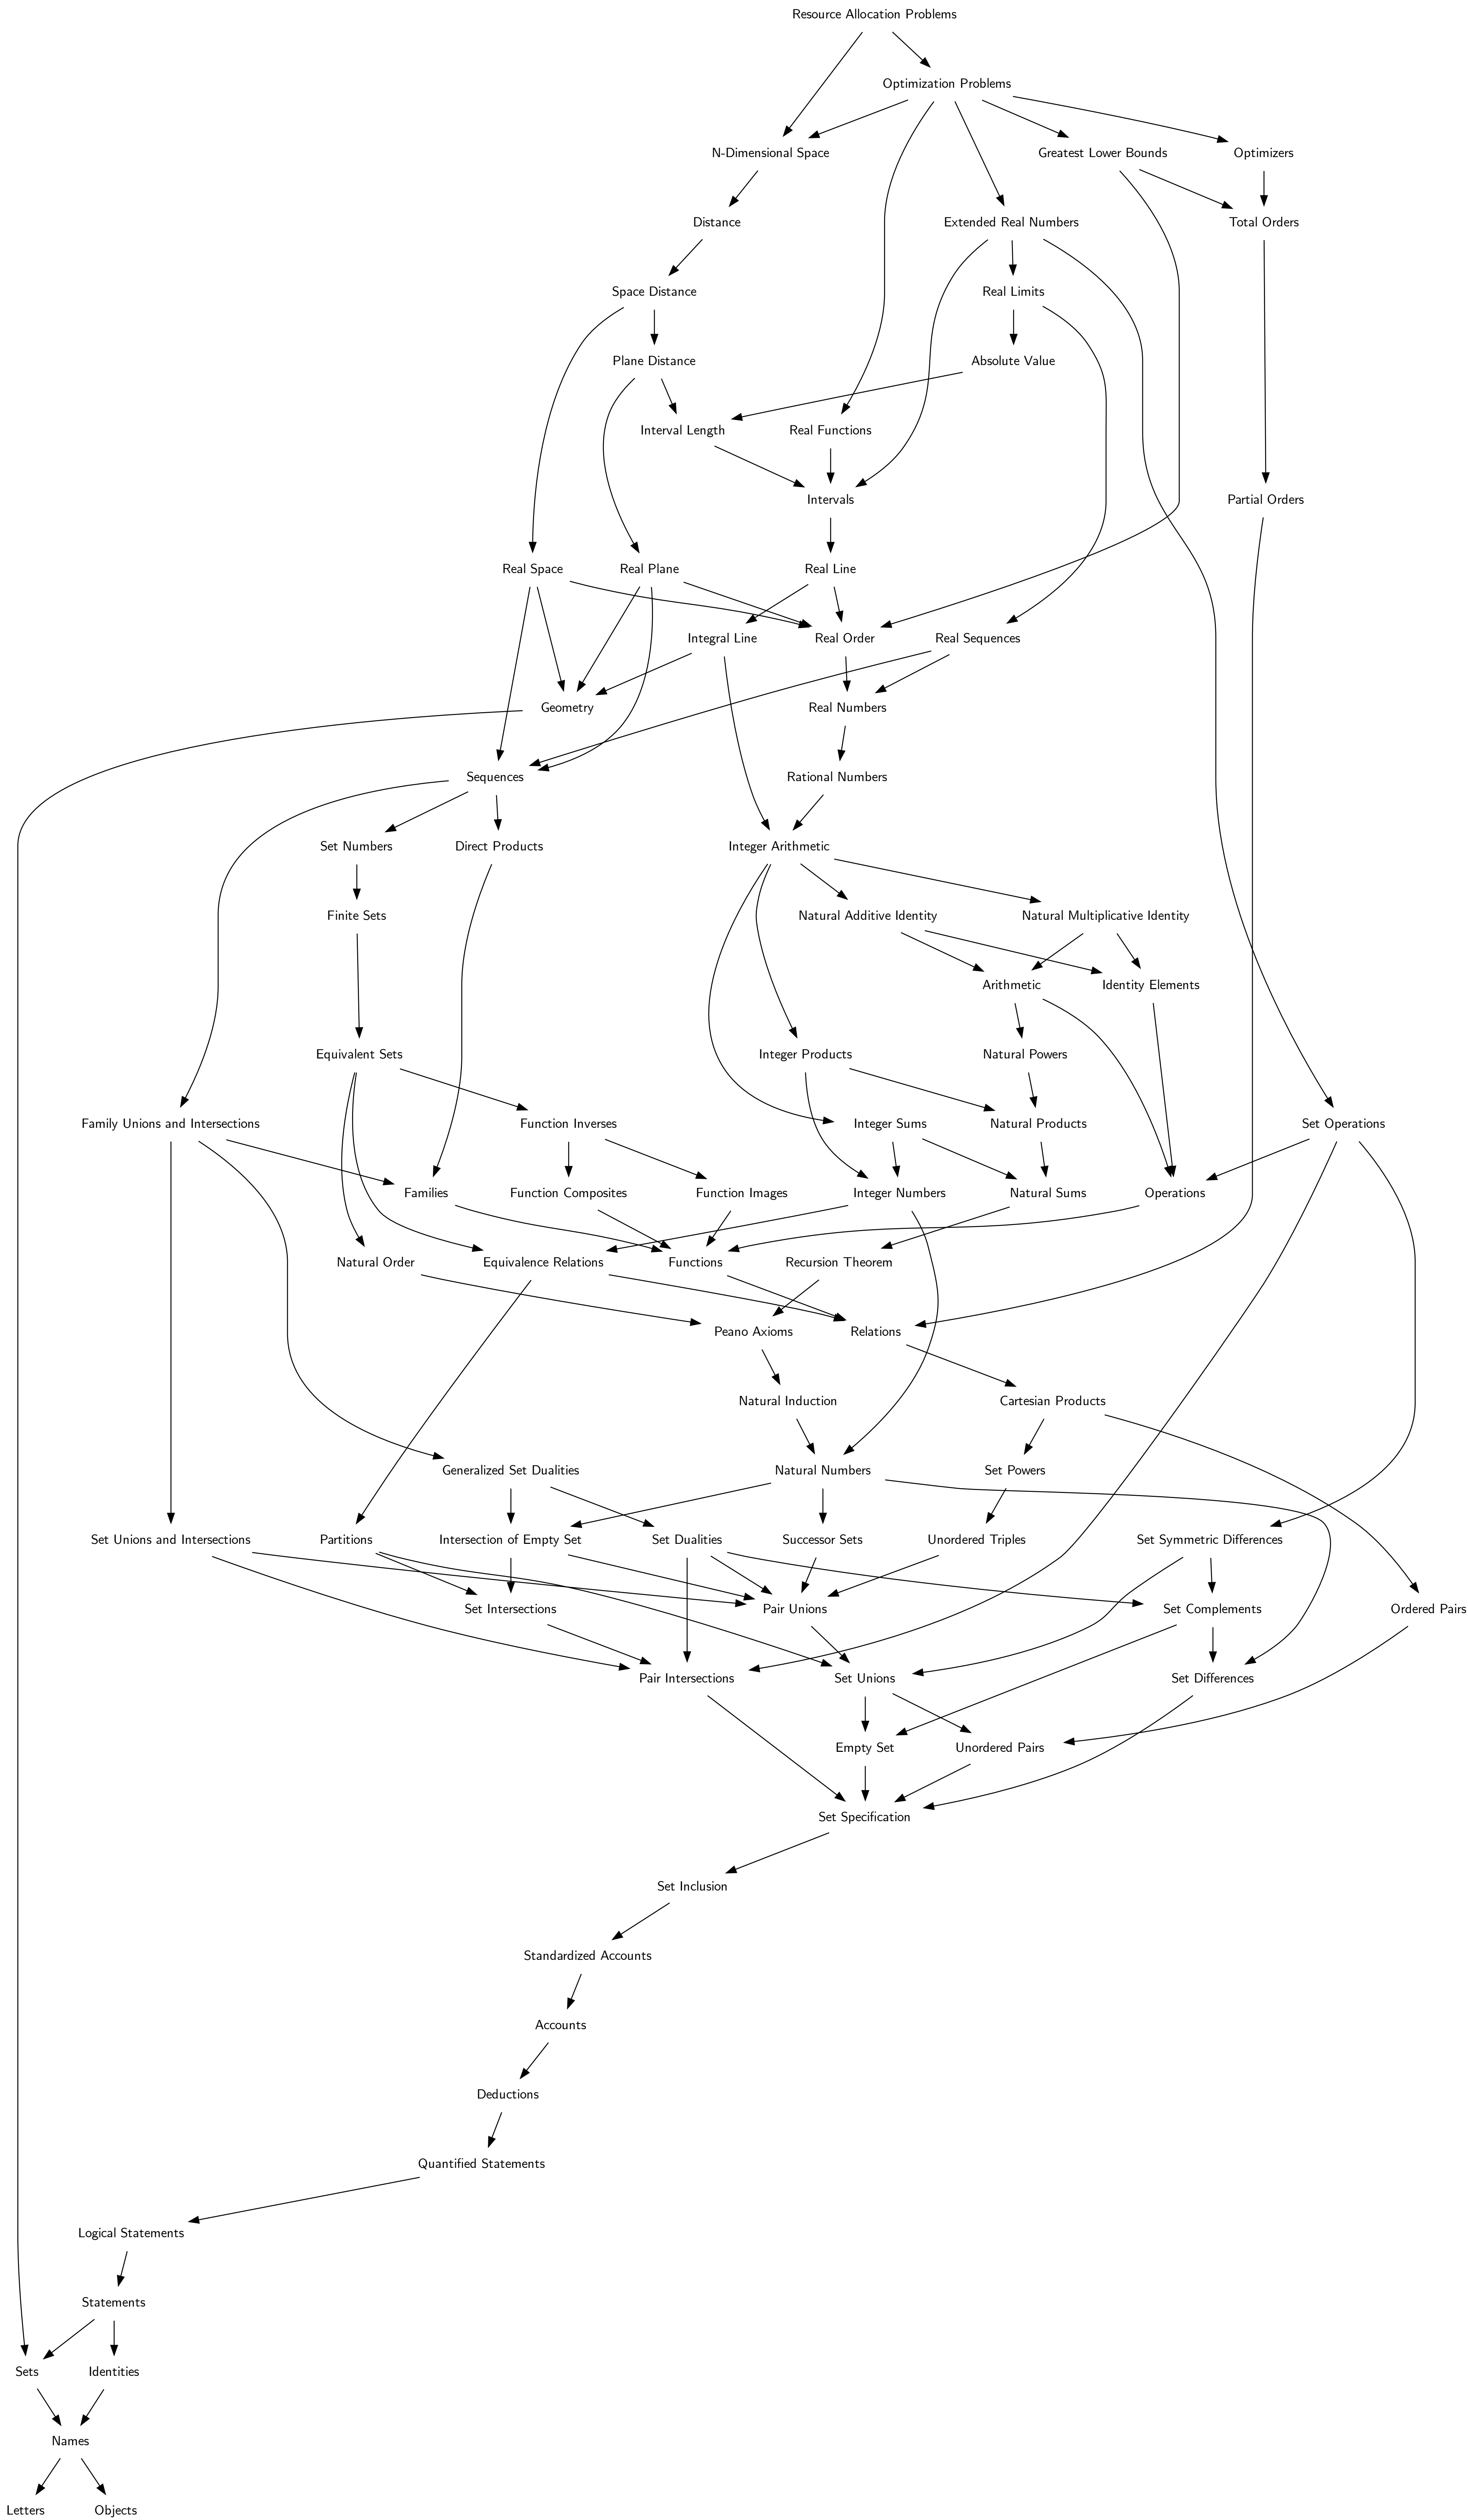 Resource Allocation Problems
Optimization Problems
N-Dimensional Space
Greatest Lower Bounds
Optimizers
Distance
Extended Real Numbers
Total Orders
Space Distance
Real Limits
Plane Distance
Absolute Value
Interval Length
Real Functions
Intervals
Partial Orders
Real Space
Real Plane
Real Line
Integral Line
Real Order
Real Sequences
Geometry
Real Numbers
Sequences
Rational Numbers
Set Numbers
Direct Products
Integer Arithmetic
Finite Sets
Natural Additive Identity
Natural Multiplicative Identity
Arithmetic
Identity Elements
Equivalent Sets
Integer Products
Natural Powers
Family Unions and Intersections
Function Inverses
Integer Sums
Natural Products
Set Operations
Families
Function Composites
Function Images
Integer Numbers
Natural Sums
Operations
Natural Order
Equivalence Relations
Functions
Recursion Theorem
Peano Axioms
Relations
Natural Induction
Cartesian Products
Generalized Set Dualities
Natural Numbers
Set Powers
Set Unions and Intersections
Partitions
Intersection of Empty Set
Set Dualities
Successor Sets
Unordered Triples
Set Symmetric Differences
Set Intersections
Pair Unions
Set Complements
Ordered Pairs
Pair Intersections
Set Unions
Set Differences
Empty Set
Unordered Pairs
Set Specification
Set Inclusion
Standardized Accounts
Accounts
Deductions
Quantified Statements
Logical Statements
Statements
Sets
Identities
Names
Letters
Objects